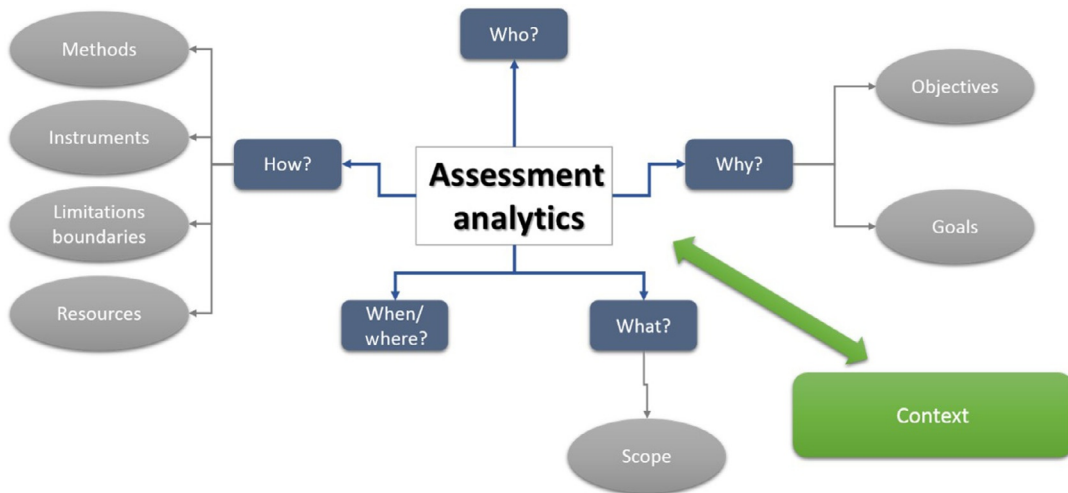 Who?
Methods
Objectives
Instruments
How?
Assessment
analytics
Why?
Limitations
boundaries
Goals
Resources
When/
where?
What?
Context
Scope